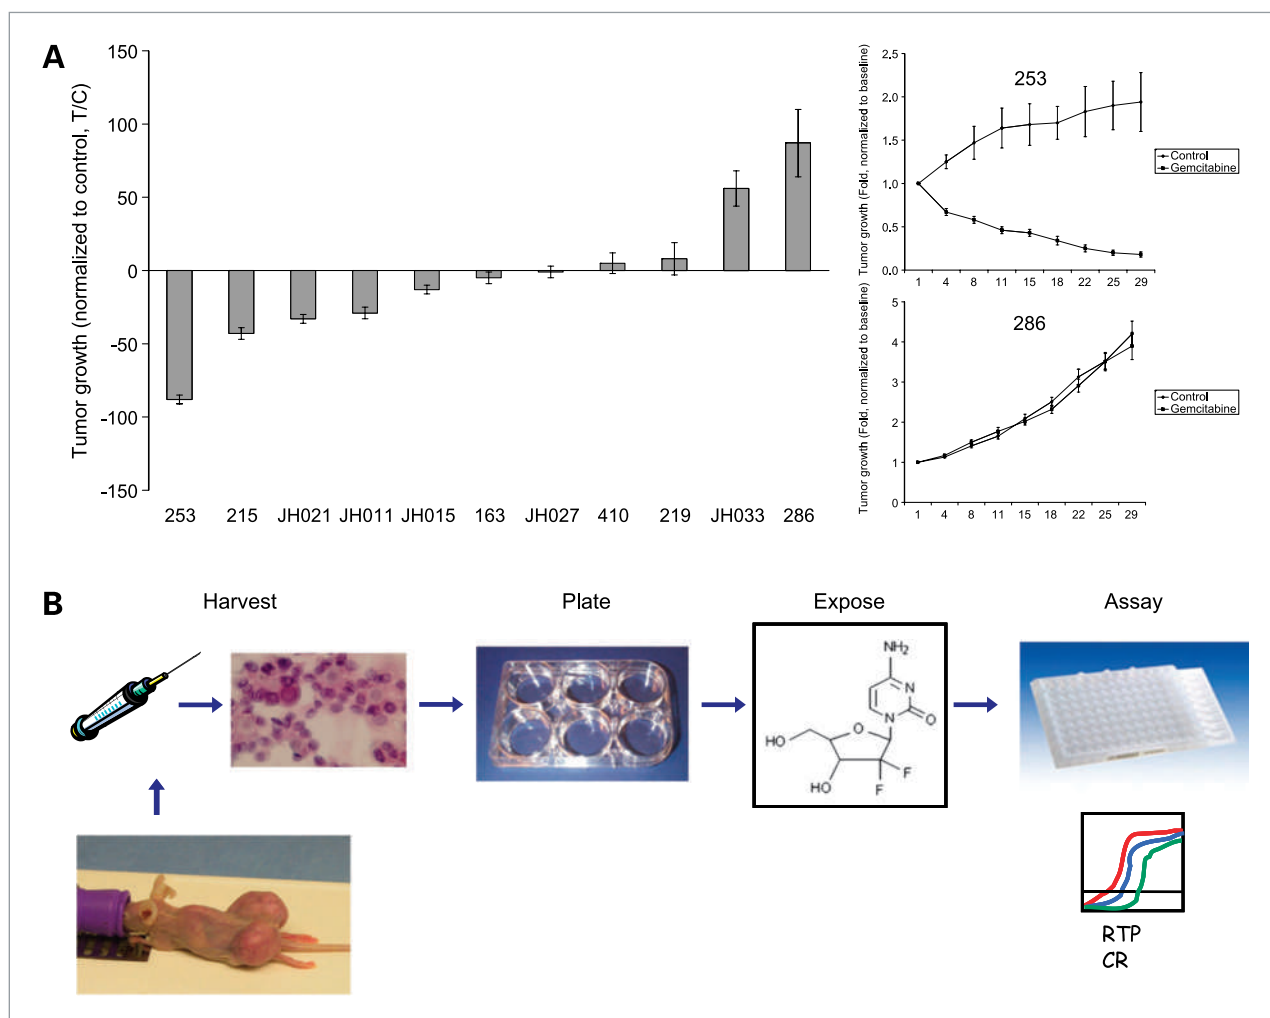 A
Tumor growth (normalized to control, T/C)
150
100
50
0
-50
-100
-150
253 215 JH021 JH011 JH015 163 JH027 410 219 JH033 286
Tumor growth (Fold, normalized to baseline)
2.5
2.0
1.5
1.0
0.5
0.0
253
Control
Gemcitabine
1 4 8 11 15 18 22 25 29
Tumor growth (Fold, normalized to baseline)
5
4
3
2
1
0
286
Control
Gemcitabine
1 4 8 11 15 18 22 25 29
B
Harvest Plate Expose Assay
NH2
N
N
O
O
HO
HO
F
F
RTP
CR